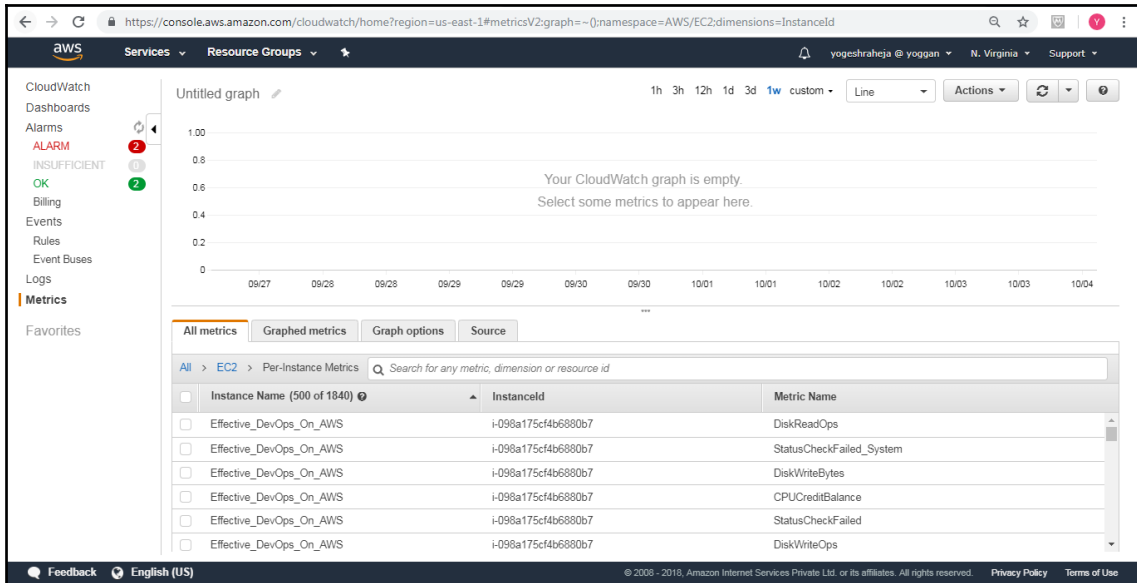 https://console.aws.amazon.com/cloudwatch/home?region=us-east-1#metricsV2:graph=~();namespace=AWS/EC2;dimensions=InstanceId
Y
aws Services Resource Groups yogeshraheja @ yoggan N. Virginia Support
CloudWatch
Dashboards
Alarms
ALARM 2
INSUFFICIENT 0
OK 2
Billing
Events
Rules
Event Buses
Logs
Metrics
Favorites
Untitled graph 1h 3h 12h 1d 3d 1w custom Line Actions
1.00
0.8
0.6
0.4
0.2
0
Your CloudWatch graph is empty.
Select some metrics to appear here.
09/27 09/28 09/28 09/29 09/29 09/30 09/30 10/01 10/01 10/02 10/02 10/03 10/03 10/04
All metrics Graphed metrics Graph options Source
All > EC2 > Per-Instance Metrics Search for any metric, dimension or resource id
Instance Name (500 of 1840) InstanceId Metric Name
Effective_DevOps_On_AWS i-098a175cf4b6880b7 DiskReadOps
Effective_DevOps_On_AWS i-098a175cf4b6880b7 StatusCheckFailed_System
Effective_DevOps_On_AWS i-098a175cf4b6880b7 DiskWriteBytes
Effective_DevOps_On_AWS i-098a175cf4b6880b7 CPUCreditBalance
Effective_DevOps_On_AWS i-098a175cf4b6880b7 StatusCheckFailed
Effective_DevOps_On_AWS i-098a175cf4b6880b7 DiskWriteOps
Feedback English (US) © 2008 - 2018, Amazon Internet Services Private Ltd. or its affiliates. All rights reserved. Privacy Policy Terms of Use